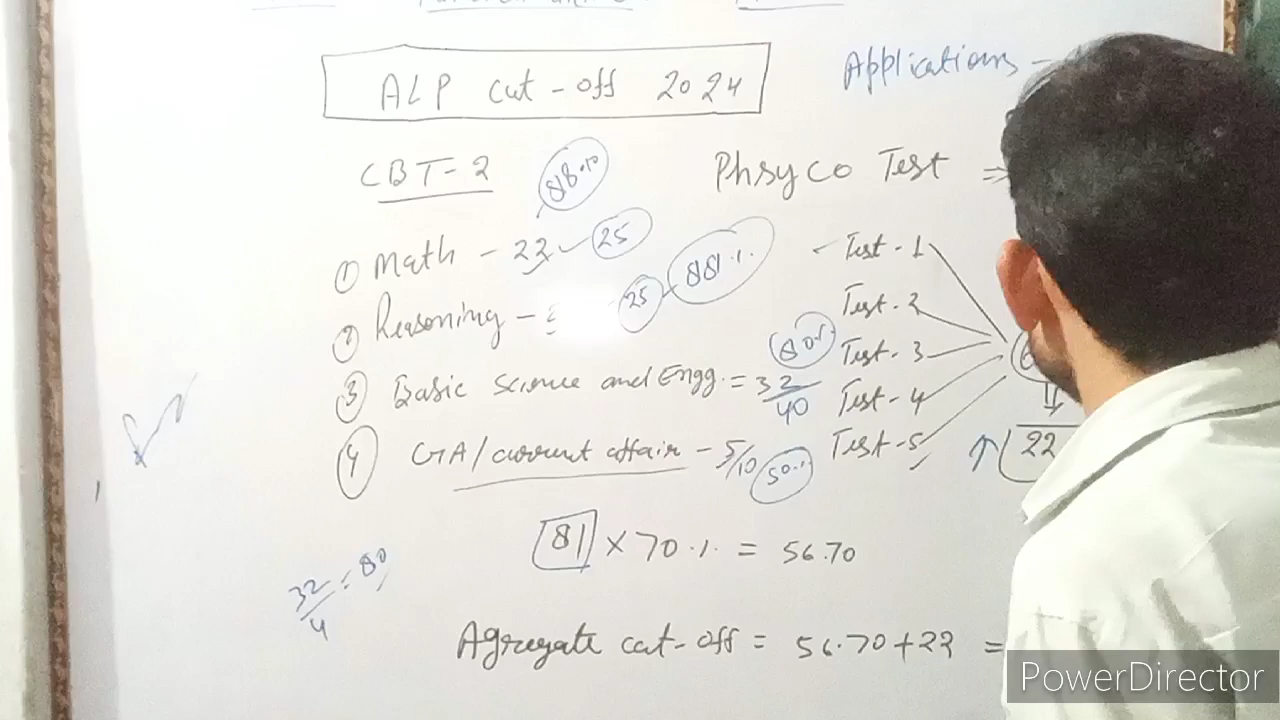 ALP cut-off 2024
Applications -
CBT-2
Phsyco Test ⇒
① Math - 22 25
② Reasoning - 25 88%
③ Basic science and Engg. = 32/40 80%
④ GA/current affair - 5/10 50%
Test-1
Test-2
Test-3
Test-4
Test-5
22
81 × 70% = 56.70
32/4 = 80
Agregate cut-off = 56.70+22 =
PowerDirector